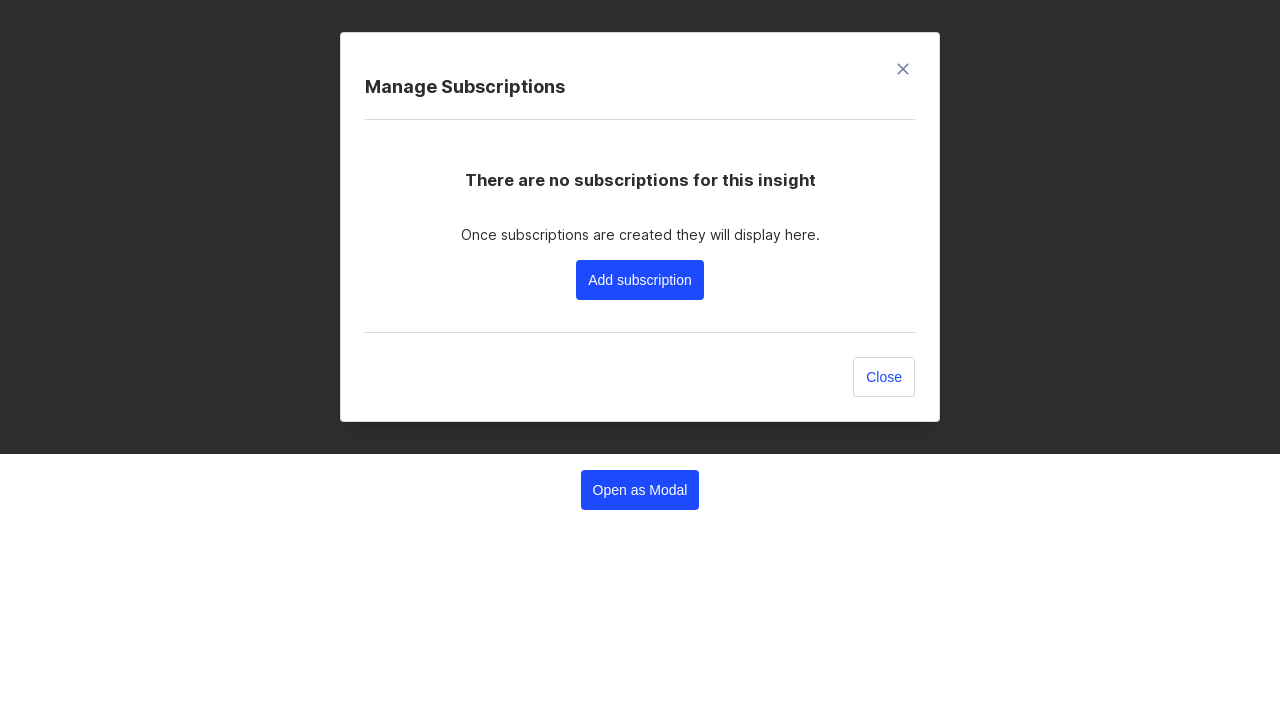 Manage Subscriptions
There are no subscriptions for this insight
Once subscriptions are created they will display here.
Add subscription
Close
Open as Modal